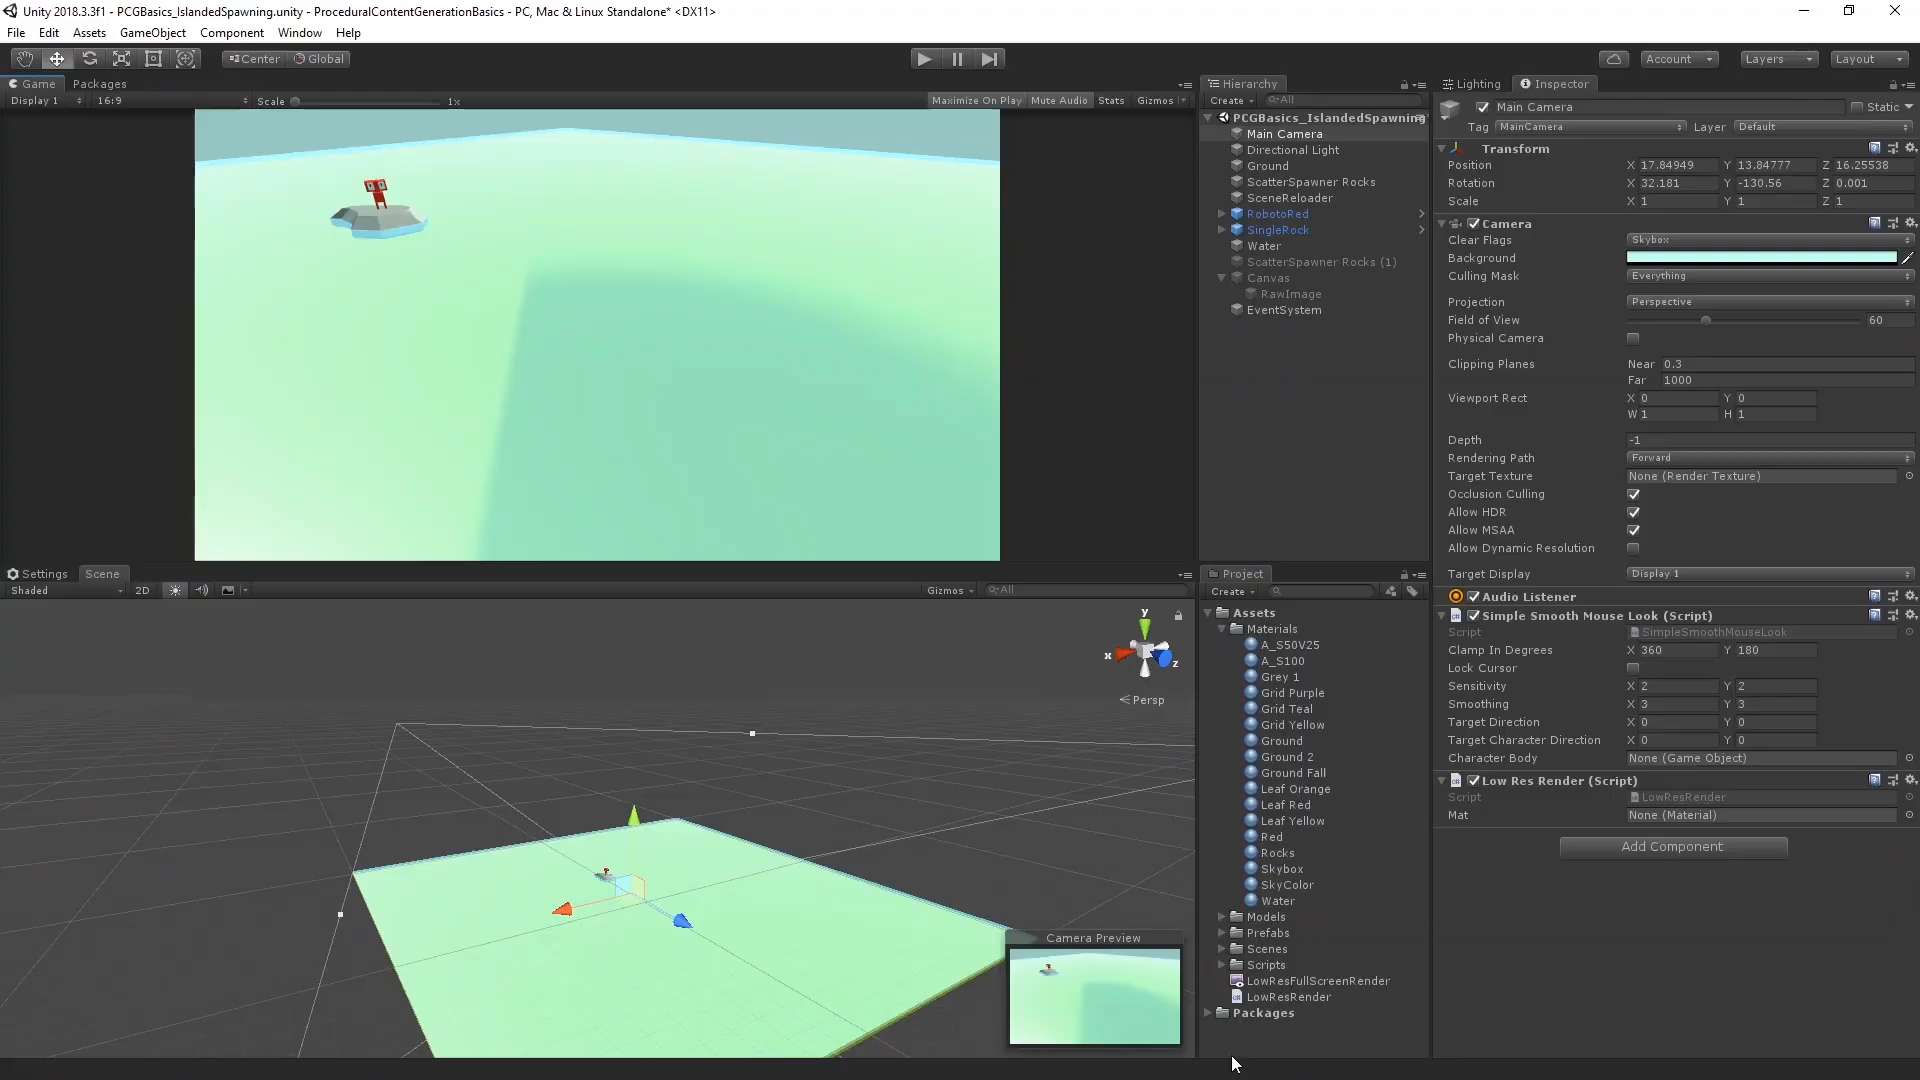 Unity 2018.3.3f1 - PCGBasics_IslandedSpawning.unity - ProceduralContentGenerationBasics - PC, Mac & Linux Standalone* <DX11>
File Edit Assets GameObject Component Window Help
Center Global Account Layers Layout
Game Packages
Display 1 16:9 Scale 1x Maximize On Play Mute Audio Stats Gizmos
Hierarchy
Create All
PCGBasics_IslandedSpawning
Main Camera
Directional Light
Ground
ScatterSpawner Rocks
SceneReloader
RobotoRed
SingleRock
Water
ScatterSpawner Rocks (1)
Canvas
RawImage
EventSystem
Lighting Inspector
Main Camera Static
Tag MainCamera Layer Default
Transform
Position X 17.84949 Y 13.84777 Z 16.25538
Rotation X 32.181 Y -130.56 Z 0.001
Scale X 1 Y 1 Z 1
Camera
Clear Flags Skybox
Background
Culling Mask Everything
Projection Perspective
Field of View 60
Physical Camera
Clipping Planes Near 0.3
Far 1000
Viewport Rect X 0 Y 0
W 1 H 1
Depth -1
Rendering Path Forward
Target Texture None (Render Texture)
Occlusion Culling
Allow HDR
Allow MSAA
Allow Dynamic Resolution
Target Display Display 1
Audio Listener
Simple Smooth Mouse Look (Script)
Script SimpleSmoothMouseLook
Clamp In Degrees X 360 Y 180
Lock Cursor
Sensitivity X 2 Y 2
Smoothing X 3 Y 3
Target Direction X 0 Y 0
Target Character Direction X 0 Y 0
Character Body None (Game Object)
Low Res Render (Script)
Script LowResRender
Mat None (Material)
Add Component
Settings Scene
Shaded 2D Gizmos All
y
x
z
Persp
Camera Preview
Project
Create
Assets
Materials
A_S50V25
A_S100
Grey 1
Grid Purple
Grid Teal
Grid Yellow
Ground
Ground 2
Ground Fall
Leaf Orange
Leaf Red
Leaf Yellow
Red
Rocks
Skybox
SkyColor
Water
Models
Prefabs
Scenes
Scripts
LowResFullScreenRender
LowResRender
Packages